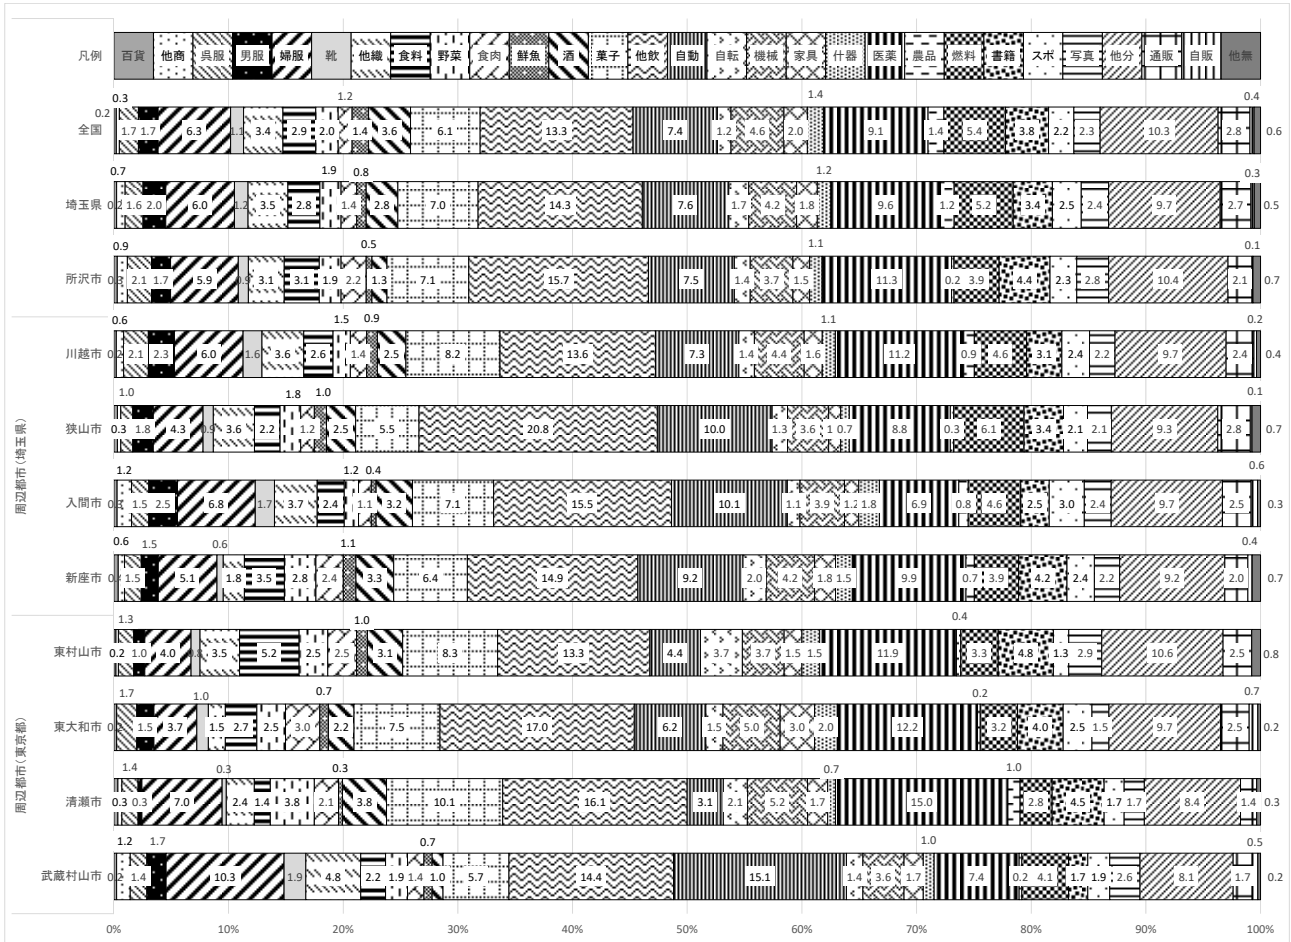 凡例 百貨 他商 呉服 男服 婦服 靴 他織 食料 野菜 食肉 鮮魚 酒 菓子 他飲 自動 自転 機械 家具 什器 医薬 農品 燃料 書籍 スポ 写真 他分 通販 自販 他無
0.3 1.2 1.4 0.4
0.2
全国 1.7 1.7 6.3 1.1 3.4 2.9 2.0 1.4 3.6 6.1 13.3 7.4 1.2 4.6 2.0 9.1 1.4 5.4 3.8 2.2 2.3 10.3 2.8 0.6
0.7 1.9 0.8 1.2 0.3
埼玉県 0.2 1.6 2.0 6.0 1.2 3.5 2.8 1.4 2.8 7.0 14.3 7.6 1.7 4.2 1.8 9.6 1.2 5.2 3.4 2.5 2.4 9.7 2.7 0.5
0.9 0.5 1.1 0.1
所沢市 0.3 2.1 1.7 5.9 0.9 3.1 3.1 1.9 2.2 1.3 7.1 15.7 7.5 1.4 3.7 1.5 11.3 0.2 3.9 4.4 2.3 2.8 10.4 2.1 0.7
0.6 1.5 0.9 1.1 0.2
川越市 0.2 2.1 2.3 6.0 1.6 3.6 2.6 1.4 2.5 8.2 13.6 7.3 1.4 4.4 1.6 11.2 0.9 4.6 3.1 2.4 2.2 9.7 2.4 0.4
1.0 1.8 1.0 0.1
狭山市 0.3 1.8 4.3 0.9 3.6 2.2 1.2 2.5 5.5 20.8 10.0 1.3 3.6 1 0.7 8.8 0.3 6.1 3.4 2.1 2.1 9.3 2.8 0.7
1.2 1.2 0.4 0.6
入間市 0.3 1.5 2.5 6.8 1.7 3.7 2.4 1.1 3.2 7.1 15.5 10.1 1.1 3.9 1.2 1.8 6.9 0.8 4.6 2.5 3.0 2.4 9.7 2.5 0.3
0.6 1.5 0.6 1.1 0.4
新座市 1.5 5.1 1.8 3.5 2.8 2.4 3.3 6.4 14.9 9.2 2.0 4.2 1.8 1.5 9.9 0.7 3.9 4.2 2.4 2.2 9.2 2.0 0.7
1.3 1.0 0.4
東村山市 0.2 1.0 4.0 0.8 3.5 5.2 2.5 2.5 3.1 8.3 13.3 4.4 3.7 3.7 1.5 1.5 11.9 3.3 4.8 1.3 2.9 10.6 2.5 0.8
1.7 1.0 0.7 0.2 0.7
東大和市 0.2 1.5 3.7 1.5 2.7 2.5 3.0 2.2 7.5 17.0 6.2 1.5 5.0 3.0 2.0 12.2 3.2 4.0 2.5 1.5 9.7 2.5 0.2
1.4 0.3 0.3 0.7 1.0
清瀬市 0.3 0.3 7.0 2.4 1.4 3.8 2.1 3.8 10.1 16.1 3.1 2.1 5.2 1.7 15.0 2.8 4.5 1.7 1.7 8.4 1.4 0.3
1.2 1.7 0.7 1.0 0.5
武蔵村山市 0.2 1.4 10.3 1.9 4.8 2.2 1.9 1.4 1.0 5.7 14.4 15.1 1.4 3.6 1.7 7.4 0.2 4.1 1.7 1.9 2.6 8.1 1.7 0.2
周辺都市(埼玉県)
周辺都市(東京都)
0% 10% 20% 30% 40% 50% 60% 70% 80% 90% 100%